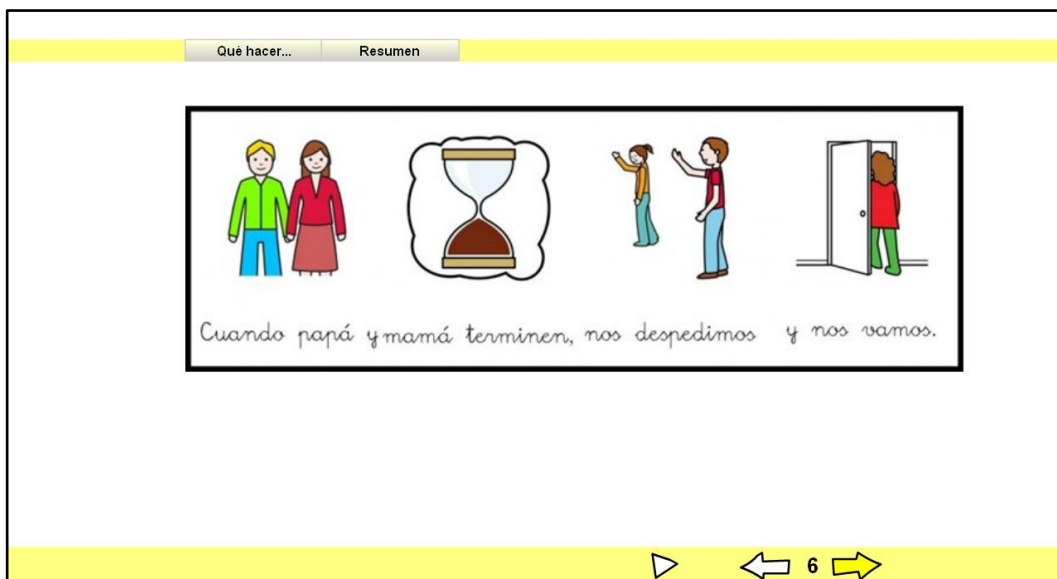 Qué hacer... Resumen
Cuando papá y mamá terminen, nos despedimos y nos vamos.
6